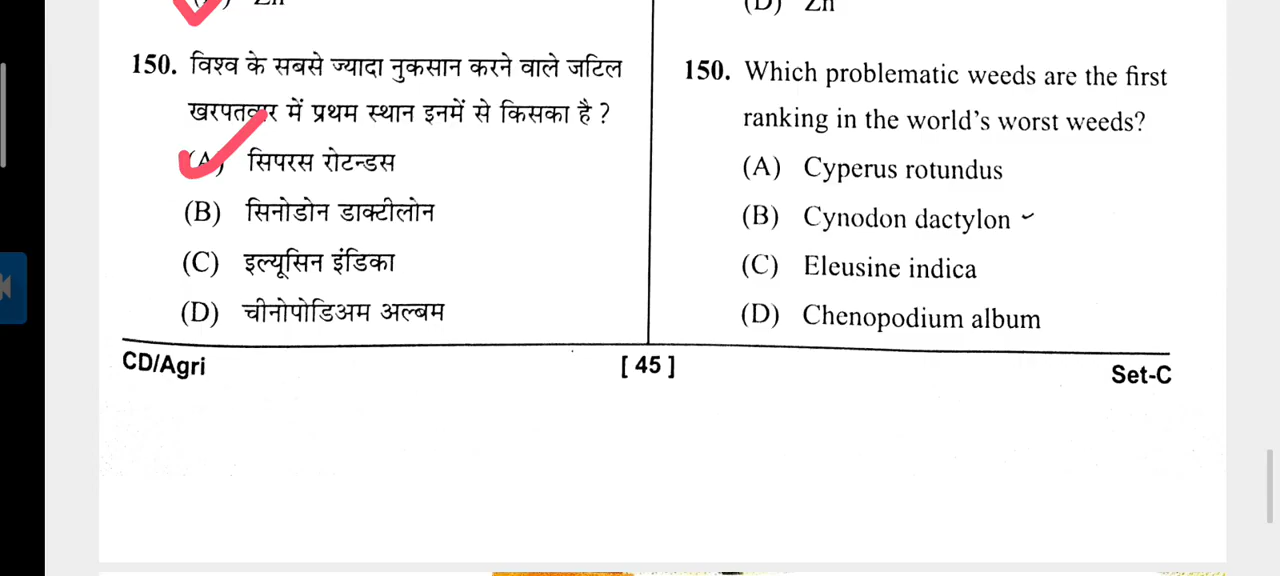 Zn
(D) Zn
150. विश्व के सबसे ज्यादा नुकसान करने वाले जटिल
खरपतवार में प्रथम स्थान इनमें से किसका है ?
(A) सिपरस रोटन्डस
(B) सिनोडोन डाक्टीलोन
(C) इल्यूसिन इंडिका
(D) चीनोपोडिअम अल्बम
150. Which problematic weeds are the first
ranking in the world's worst weeds?
(A) Cyperus rotundus
(B) Cynodon dactylon
(C) Eleusine indica
(D) Chenopodium album
CD/Agri
[ 45 ]
Set-C